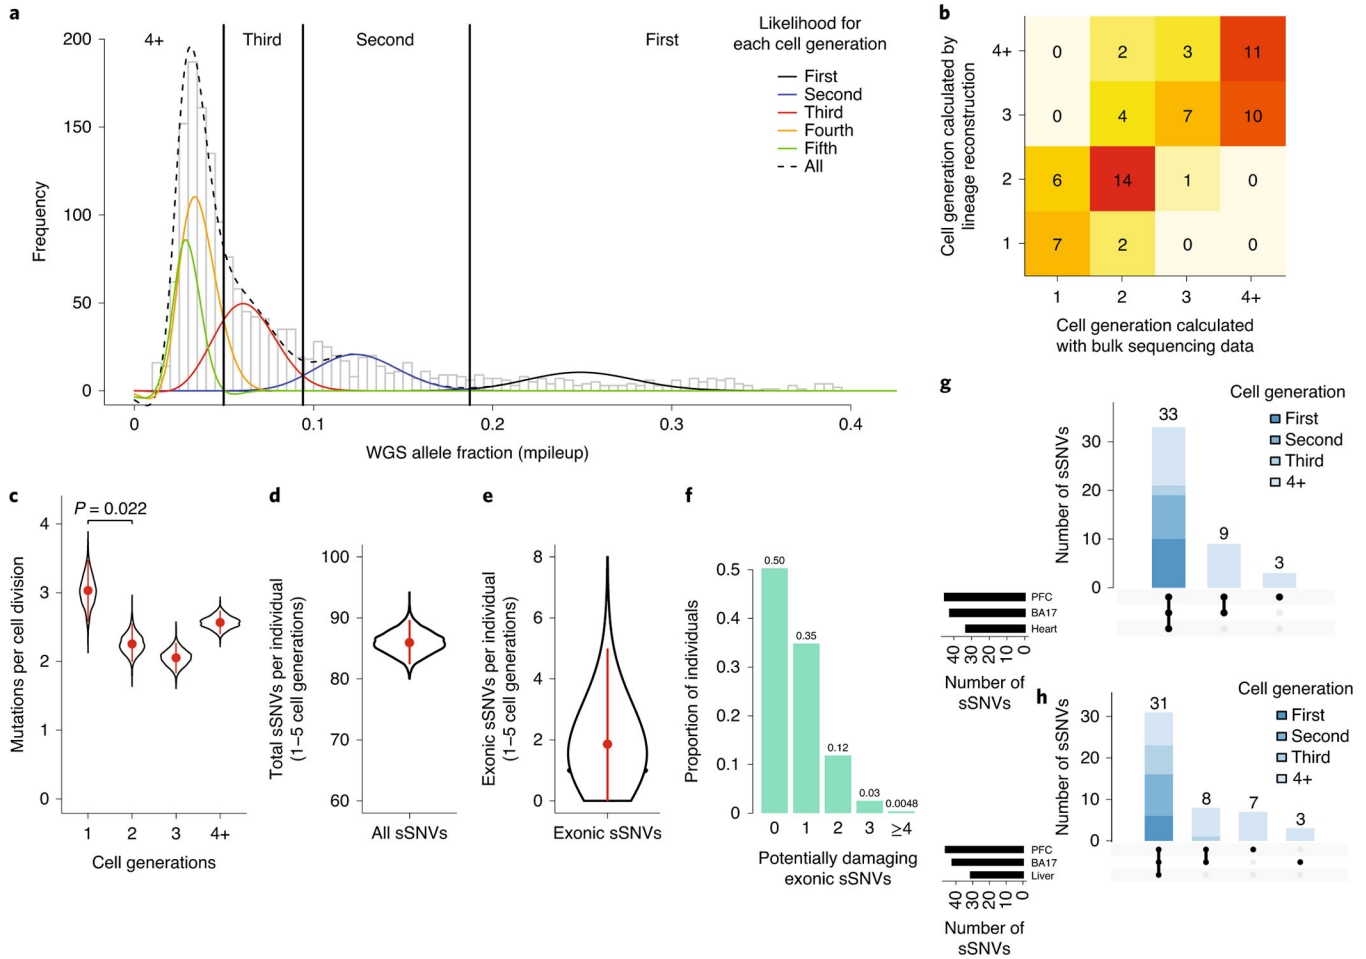 a
Likelihood for
each cell generation
First
Second
Third
Fourth
Fifth
All
4+
Third
Second
First
200
150
100
50
0
Frequency
0
0.1
0.2
0.3
0.4
WGS allele fraction (mpileup)
b
Cell generation calculated by
lineage reconstruction
4+
0
2
3
11
3
0
4
7
10
2
6
14
1
0
1
7
2
0
0
1
2
3
4+
Cell generation calculated
with bulk sequencing data
c
P = 0.022
4
3
2
1
0
Mutations per cell division
1
2
3
4+
Cell generations
d
100
90
80
70
60
Total sSNVs per individual
(1–5 cell generations)
All sSNVs
e
8
6
4
2
0
Exonic sSNVs per individual
(1–5 cell generations)
Exonic sSNVs
f
0.5
0.4
0.3
0.2
0.1
0
Proportion of individuals
0.50
0.35
0.12
0.03
0.0048
0
1
2
3
≥4
Potentially damaging
exonic sSNVs
g
Cell generation
First
Second
Third
4+
33
9
3
30
20
10
0
Number of sSNVs
PFC
BA17
Heart
40
30
20
10
0
Number of
sSNVs
h
Cell generation
First
Second
Third
4+
31
8
7
3
30
20
10
0
Number of sSNVs
PFC
BA17
Liver
40
30
20
10
0
Number of
sSNVs